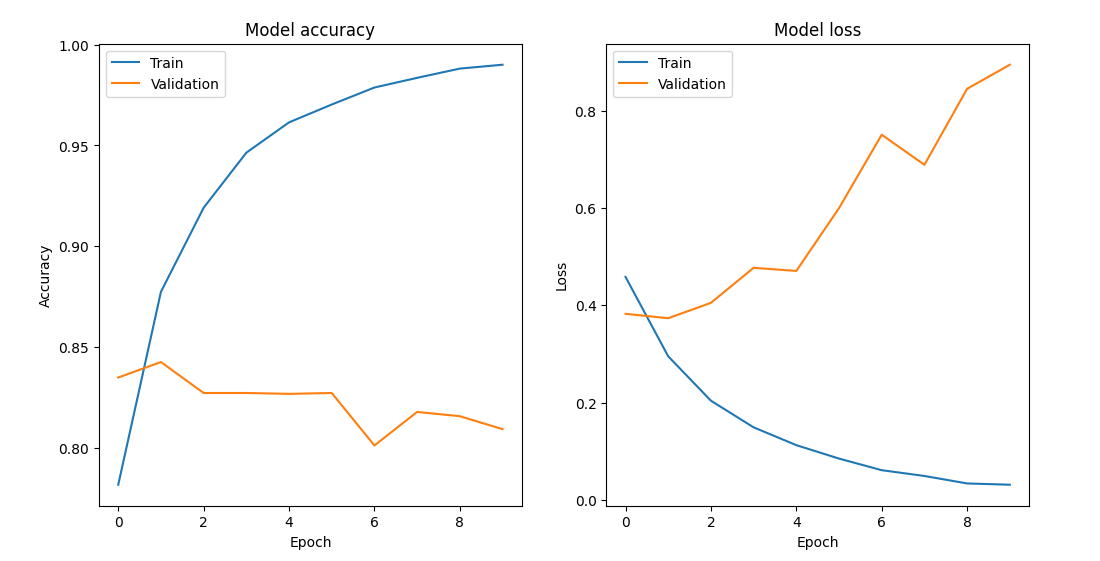 Model accuracy
Train
Validation
1.00
0.95
0.90
0.85
0.80
Accuracy
0 2 4 6 8
Epoch
Model loss
Train
Validation
0.8
0.6
0.4
0.2
0.0
Loss
0 2 4 6 8
Epoch